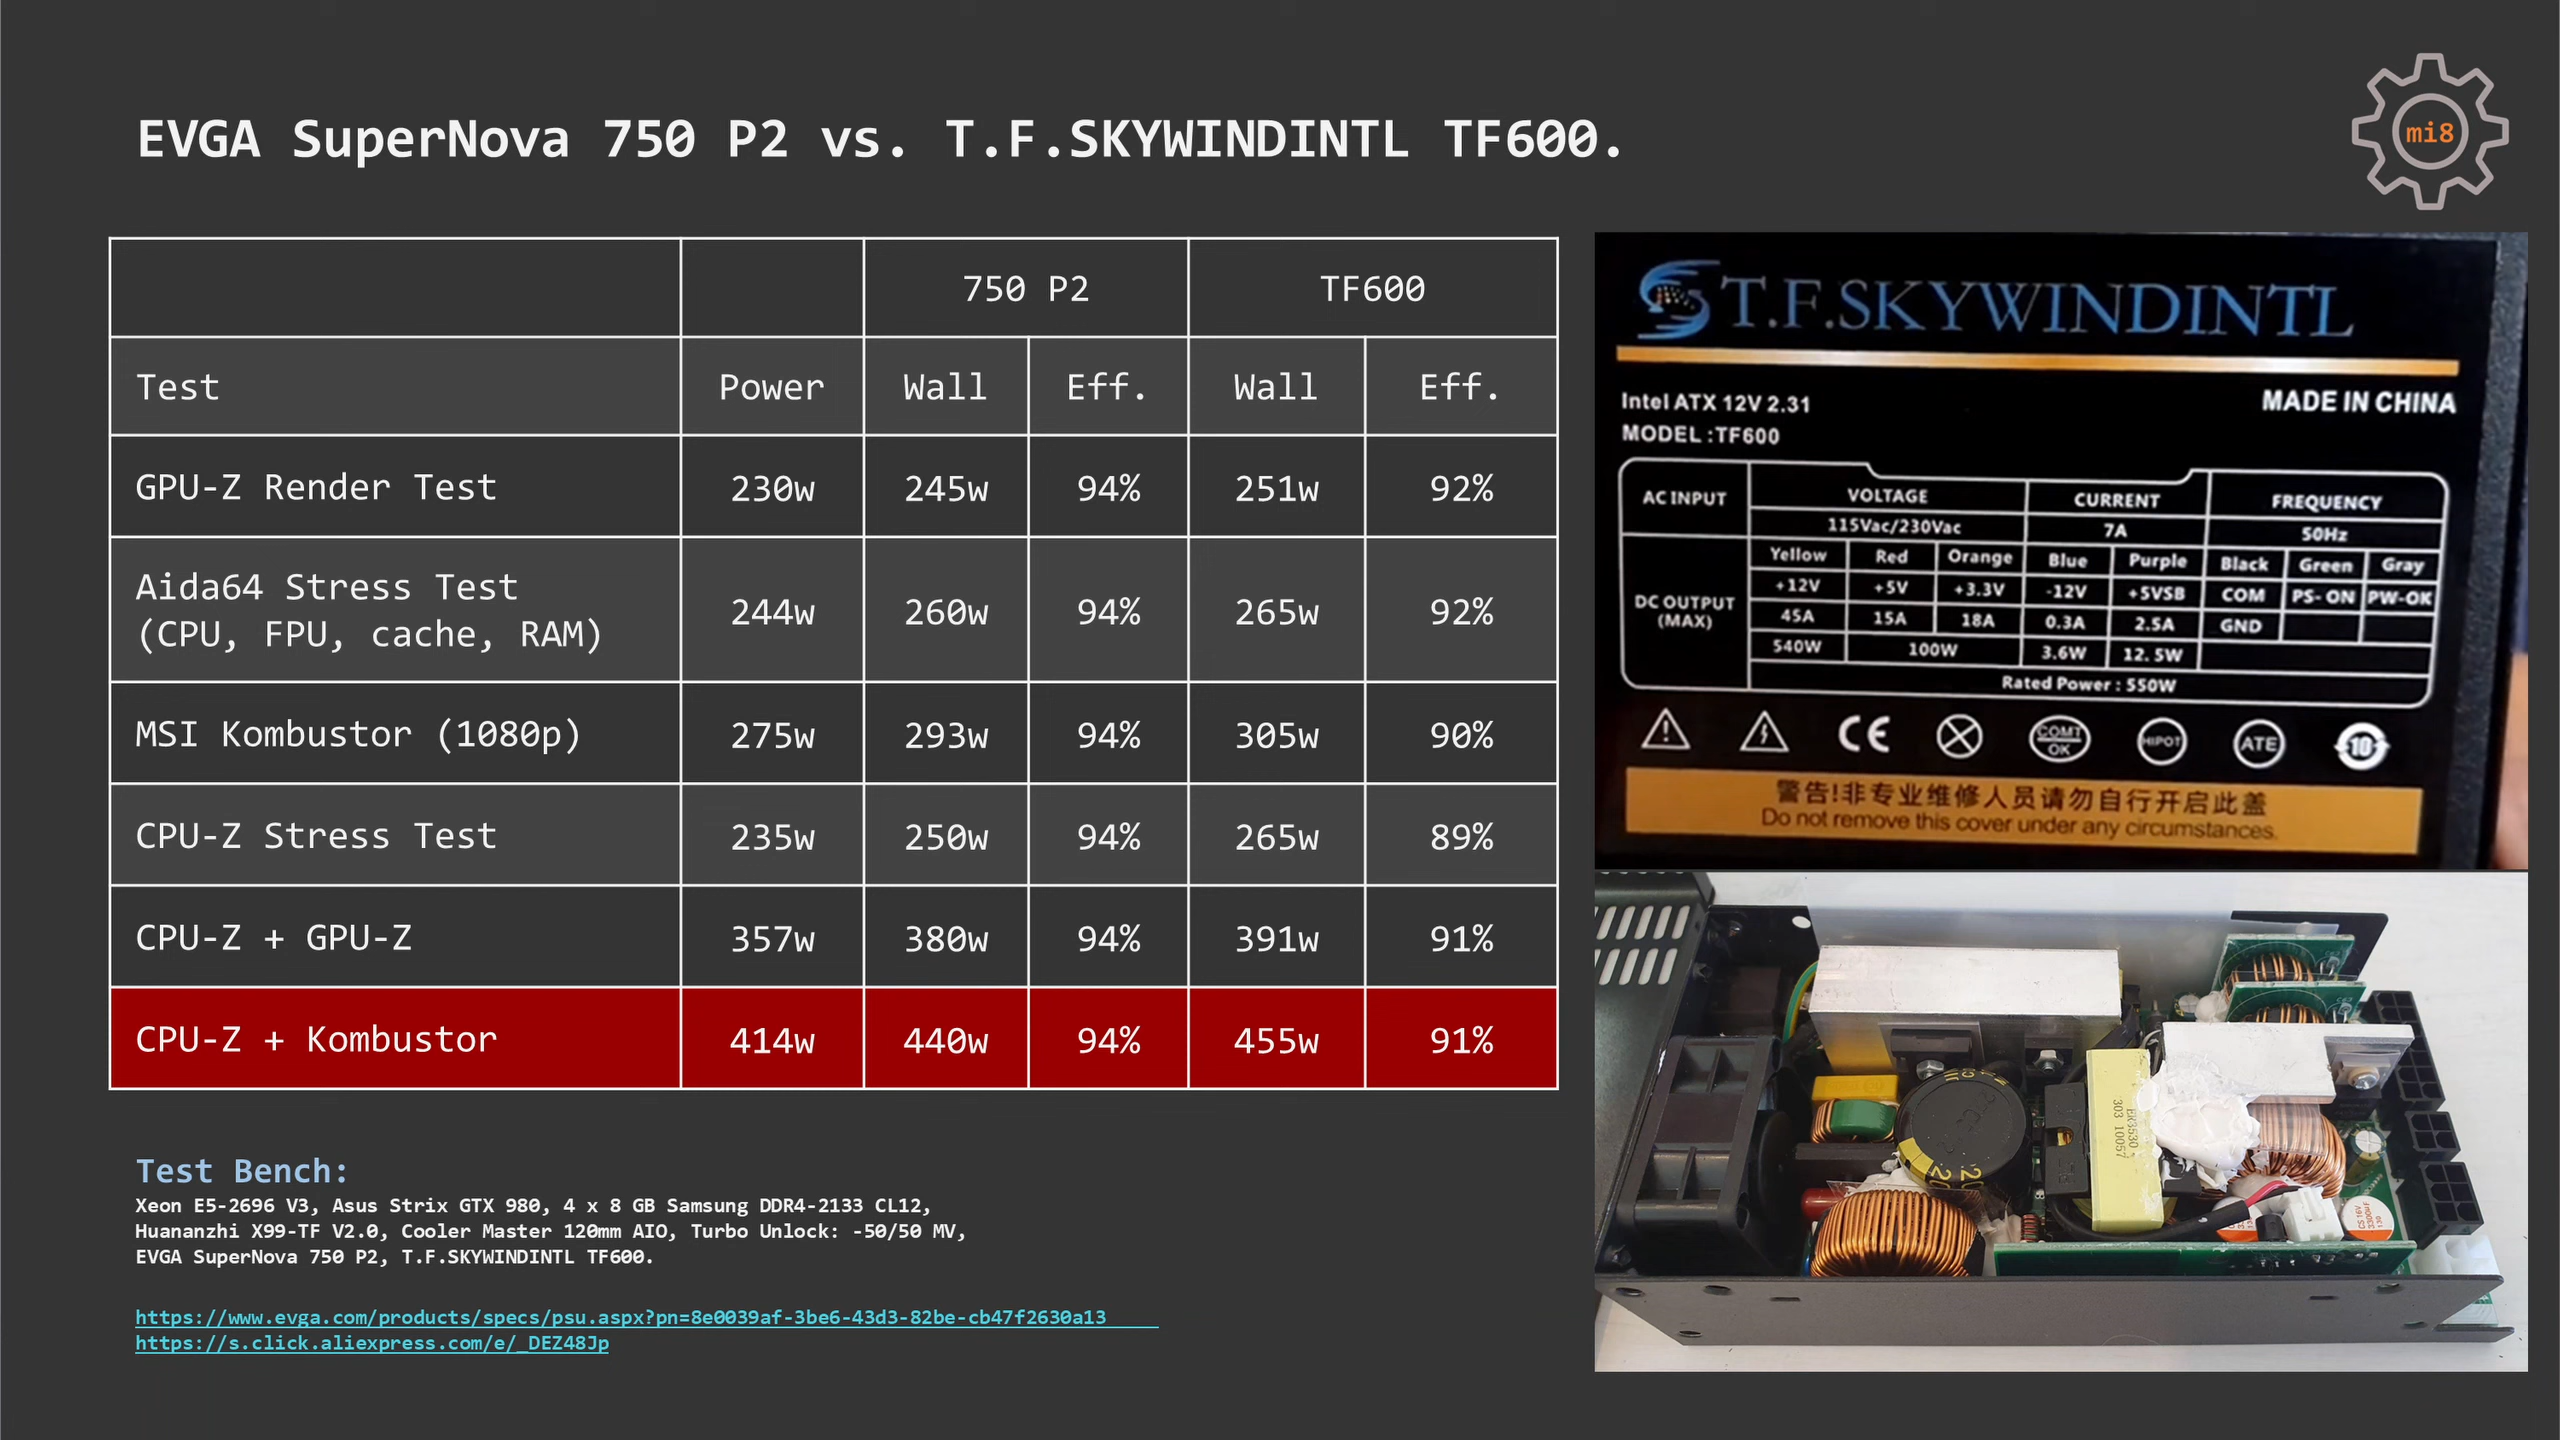 EVGA SuperNova 750 P2 vs. T.F.SKYWINDINTL TF600.
mi8
750 P2 TF600
Test Power Wall Eff. Wall Eff.
GPU-Z Render Test 230w 245w 94% 251w 92%
Aida64 Stress Test
(CPU, FPU, cache, RAM) 244w 260w 94% 265w 92%
MSI Kombustor (1080p) 275w 293w 94% 305w 90%
CPU-Z Stress Test 235w 250w 94% 265w 89%
CPU-Z + GPU-Z 357w 380w 94% 391w 91%
CPU-Z + Kombustor 414w 440w 94% 455w 91%
Test Bench:
Xeon E5-2696 V3, Asus Strix GTX 980, 4 x 8 GB Samsung DDR4-2133 CL12,
Huananzhi X99-TF V2.0, Cooler Master 120mm AIO, Turbo Unlock: -50/50 MV,
EVGA SuperNova 750 P2, T.F.SKYWINDINTL TF600.
https://www.evga.com/products/specs/psu.aspx?pn=8e0039af-3be6-43d3-82be-cb47f2630a13
https://s.click.aliexpress.com/e/_DEZ48Jp
T.F.SKYWINDINTL
Intel ATX 12V 2.31 MADE IN CHINA
MODEL :TF600
AC INPUT VOLTAGE CURRENT FREQUENCY
115Vac/230Vac 7A 50Hz
DC OUTPUT (MAX) Yellow Red Orange Blue Purple Black Green Gray
+12V +5V +3.3V -12V +5VSB COM PS-ON PW-OK
45A 15A 18A 0.3A 2.5A GND
540W 100W 3.6W 12.5W
Rated Power : 550W
CE COMT OK HIPOT ATE 10
警告!非专业维修人员请勿自行开启此盖
Do not remove this cover under any circumstances.